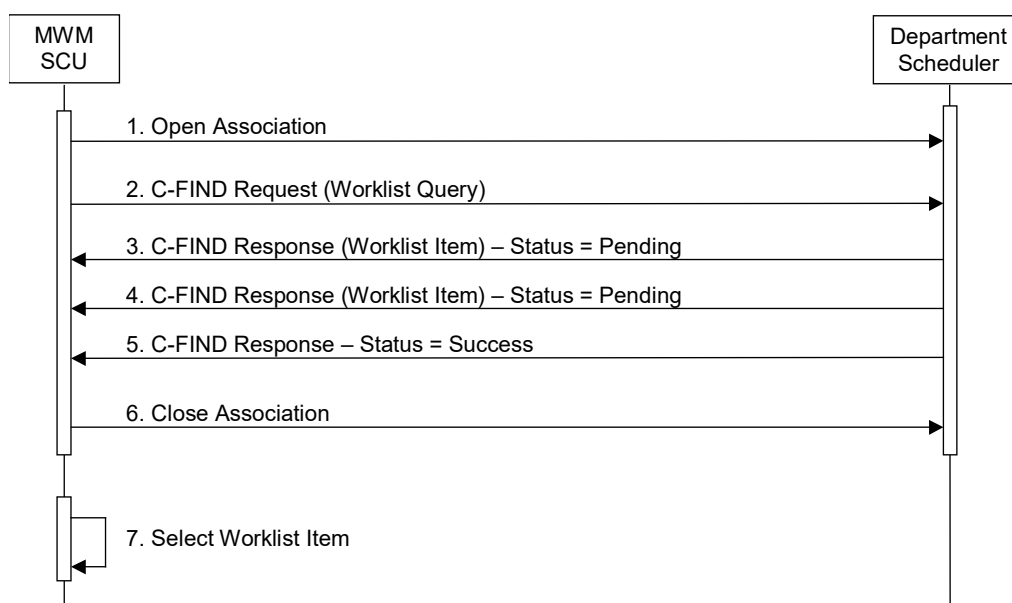 MWM
SCU
Department
Scheduler
1. Open Association
2. C-FIND Request (Worklist Query)
3. C-FIND Response (Worklist Item) – Status = Pending
4. C-FIND Response (Worklist Item) – Status = Pending
5. C-FIND Response – Status = Success
6. Close Association
7. Select Worklist Item